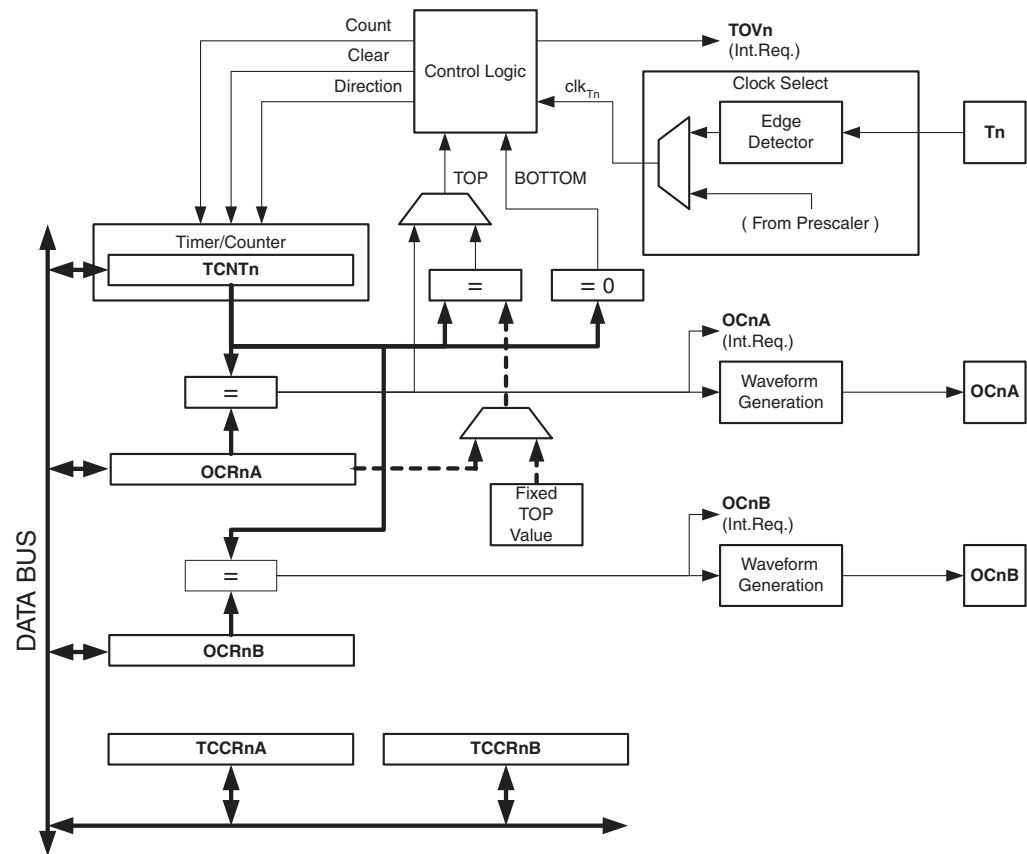 Count
Clear
Direction
Control Logic
TOVn
(Int.Req.)
clkTn
Clock Select
Edge
Detector
Tn
( From Prescaler )
TOP
BOTTOM
Timer/Counter
TCNTn
=
= 0
OCnA
(Int.Req.)
=
Waveform
Generation
OCnA
OCRnA
Fixed
TOP
Value
OCnB
(Int.Req.)
=
Waveform
Generation
OCnB
OCRnB
DATA BUS
TCCRnA
TCCRnB